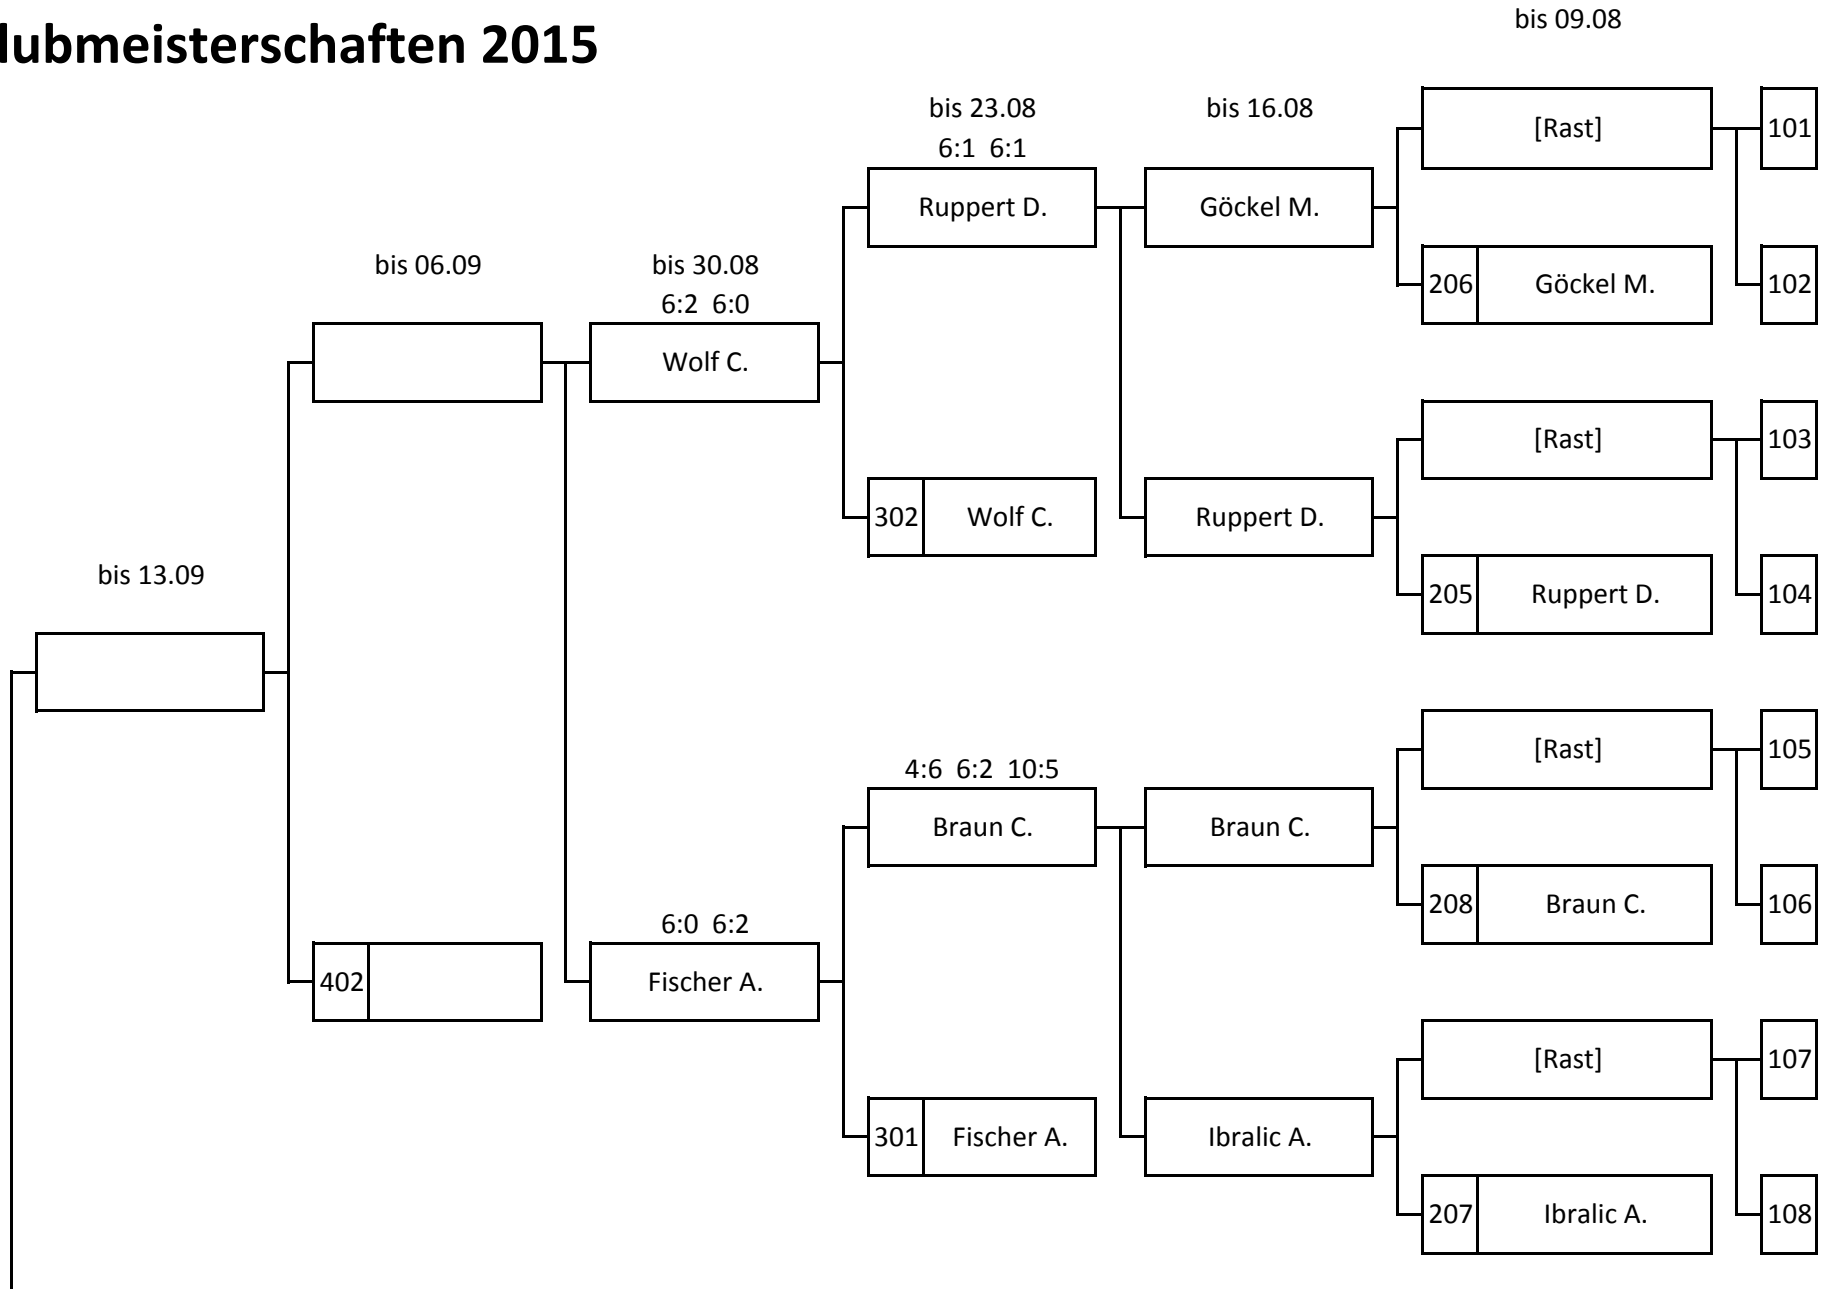 lubmeisterschaften 2015
bis 09.08
bis 23.08
bis 16.08
6:1 6:1
[Rast]
101
Ruppert D.
Göckel M.
bis 06.09
bis 30.08
206 Göckel M.
102
6:2 6:0
Wolf C.
[Rast]
103
302 Wolf C.
Ruppert D.
bis 13.09
205 Ruppert D.
104
[Rast]
105
4:6 6:2 10:5
Braun C.
Braun C.
208 Braun C.
106
6:0 6:2
402
Fischer A.
[Rast]
107
301 Fischer A.
Ibralic A.
207 Ibralic A.
108